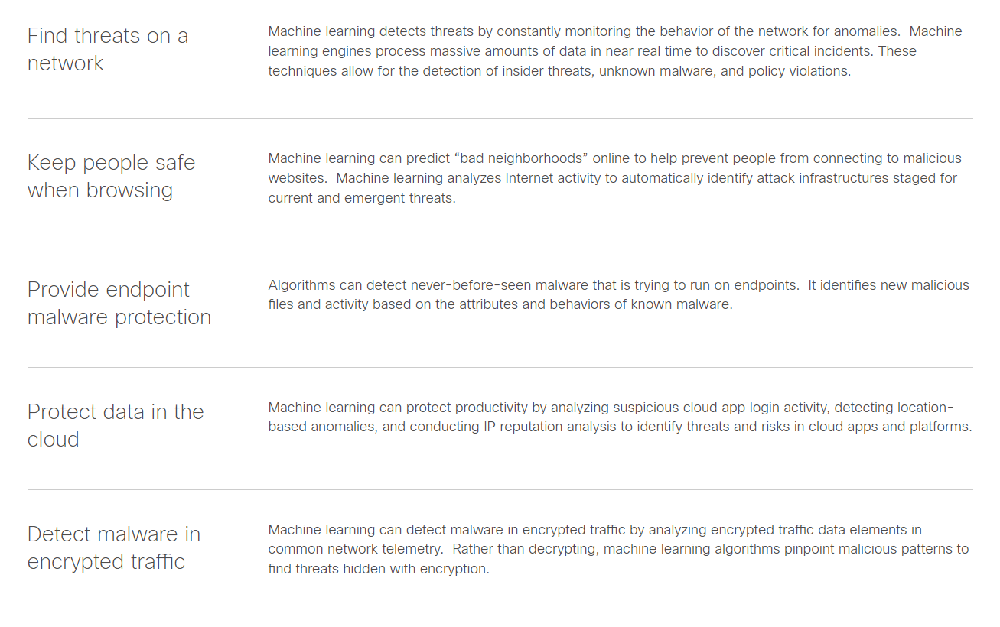 Find threats on a
network
Machine learning detects threats by constantly monitoring the behavior of the network for anomalies.  Machine
learning engines process massive amounts of data in near real time to discover critical incidents. These
techniques allow for the detection of insider threats, unknown malware, and policy violations.
Keep people safe
when browsing
Machine learning can predict “bad neighborhoods” online to help prevent people from connecting to malicious
websites.  Machine learning analyzes Internet activity to automatically identify attack infrastructures staged for
current and emergent threats.
Provide endpoint
malware protection
Algorithms can detect never-before-seen malware that is trying to run on endpoints.  It identifies new malicious
files and activity based on the attributes and behaviors of known malware.
Protect data in the
cloud
Machine learning can protect productivity by analyzing suspicious cloud app login activity, detecting location-
based anomalies, and conducting IP reputation analysis to identify threats and risks in cloud apps and platforms.
Detect malware in
encrypted traffic
Machine learning can detect malware in encrypted traffic by analyzing encrypted traffic data elements in
common network telemetry.  Rather than decrypting, machine learning algorithms pinpoint malicious patterns to
find threats hidden with encryption.